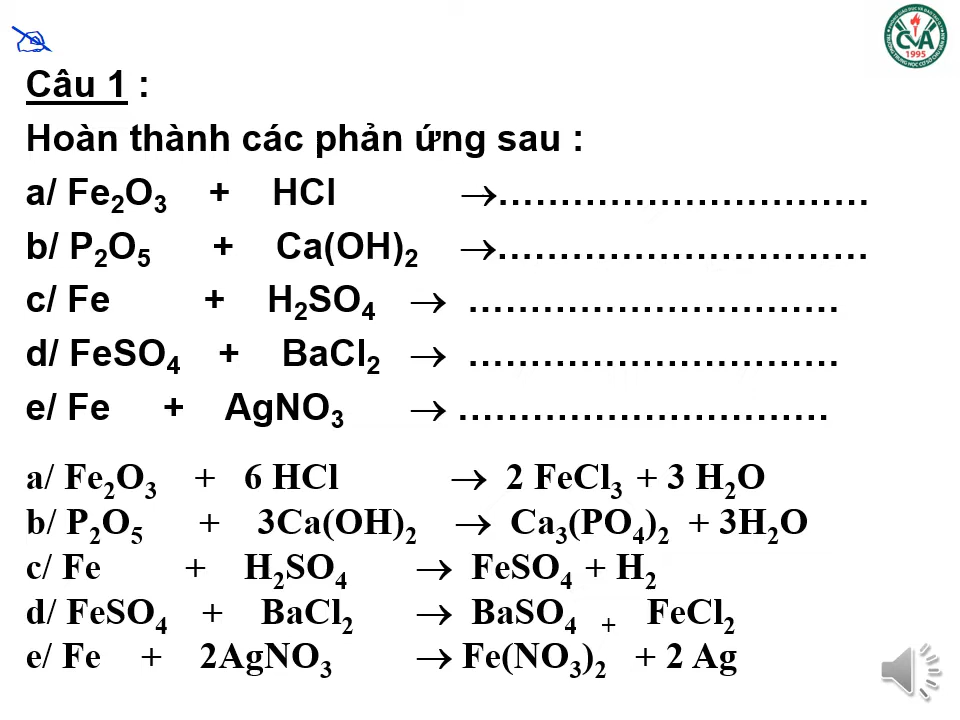 CVA
1995
Câu 1 :
Hoàn thành các phản ứng sau :
a/ Fe₂O₃ + HCl →…………………………
b/ P₂O₅ + Ca(OH)₂ →…………………………
c/ Fe + H₂SO₄ → …………………………
d/ FeSO₄ + BaCl₂ → …………………………
e/ Fe + AgNO₃ → …………………………
a/ Fe₂O₃ + 6 HCl → 2 FeCl₃ + 3 H₂O
b/ P₂O₅ + 3Ca(OH)₂ → Ca₃(PO₄)₂ + 3H₂O
c/ Fe + H₂SO₄ → FeSO₄ + H₂
d/ FeSO₄ + BaCl₂ → BaSO₄ + FeCl₂
e/ Fe + 2AgNO₃ → Fe(NO₃)₂ + 2 Ag